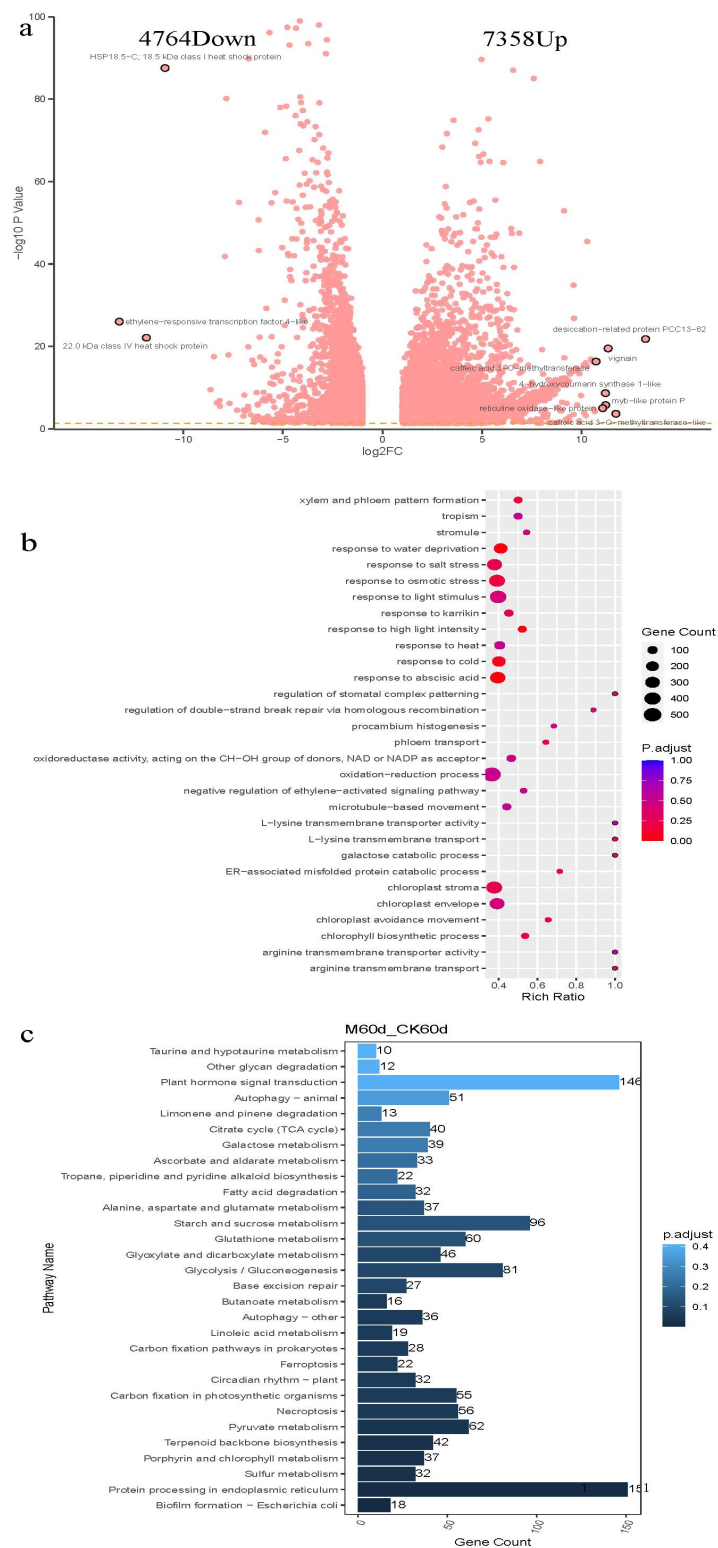 a
4764Down
7358Up
HSP18.5−C; 18.5 kDa class I heat shock protein
ethylene−responsive transcription factor 4−like
22.0 kDa class IV heat shock protein
desiccation−related protein PCC13−62
vignain
caffeic acid 3−O−methyltransferase
4−hydroxycoumarin synthase 1−like
myb−like protein P
reticuline oxidase−like protein
caffeic acid 3−O−methyltransferase−like
−log10 P Value
100
80
60
40
20
0
−10
−5
0
5
10
log2FC
b
xylem and phloem pattern formation
tropism
stromule
response to water deprivation
response to salt stress
response to osmotic stress
response to light stimulus
response to karrikin
response to high light intensity
response to heat
response to cold
response to abscisic acid
regulation of stomatal complex patterning
regulation of double−strand break repair via homologous recombination
procambium histogenesis
phloem transport
oxidoreductase activity, acting on the CH−OH group of donors, NAD or NADP as acceptor
oxidation−reduction process
negative regulation of ethylene−activated signaling pathway
microtubule−based movement
L−lysine transmembrane transporter activity
L−lysine transmembrane transport
galactose catabolic process
ER−associated misfolded protein catabolic process
chloroplast stroma
chloroplast envelope
chloroplast avoidance movement
chlorophyll biosynthetic process
arginine transmembrane transporter activity
arginine transmembrane transport
0.4
0.6
0.8
1.0
Rich Ratio
Gene Count
100
200
300
400
500
P.adjust
1.00
0.75
0.50
0.25
0.00
c
M60d_CK60d
Pathway Name
Taurine and hypotaurine metabolism 10
Other glycan degradation 12
Plant hormone signal transduction 146
Autophagy − animal 51
Limonene and pinene degradation 13
Citrate cycle (TCA cycle) 40
Galactose metabolism 39
Ascorbate and aldarate metabolism 33
Tropane, piperidine and pyridine alkaloid biosynthesis 22
Fatty acid degradation 32
Alanine, aspartate and glutamate metabolism 37
Starch and sucrose metabolism 96
Glutathione metabolism 60
Glyoxylate and dicarboxylate metabolism 46
Glycolysis / Gluconeogenesis 81
Base excision repair 27
Butanoate metabolism 16
Autophagy − other 36
Linoleic acid metabolism 19
Carbon fixation pathways in prokaryotes 28
Ferroptosis 22
Circadian rhythm − plant 32
Carbon fixation in photosynthetic organisms 55
Necroptosis 56
Pyruvate metabolism 62
Terpenoid backbone biosynthesis 42
Porphyrin and chlorophyll metabolism 37
Sulfur metabolism 32
Protein processing in endoplasmic reticulum 1 151
Biofilm formation − Escherichia coli 18
0
50
100
150
Gene Count
p.adjust
0.4
0.3
0.2
0.1